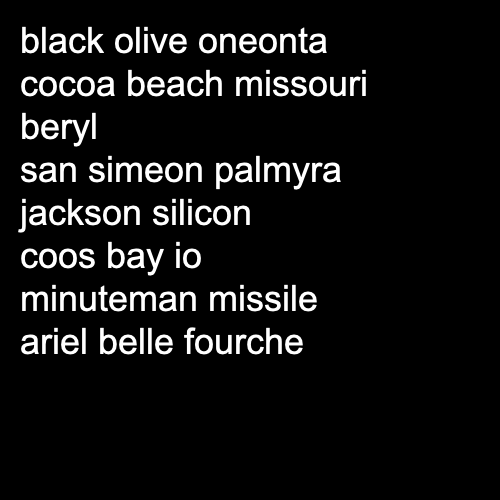 black olive oneonta
cocoa beach missouri
beryl
san simeon palmyra
jackson silicon
coos bay io
minuteman missile
ariel belle fourche